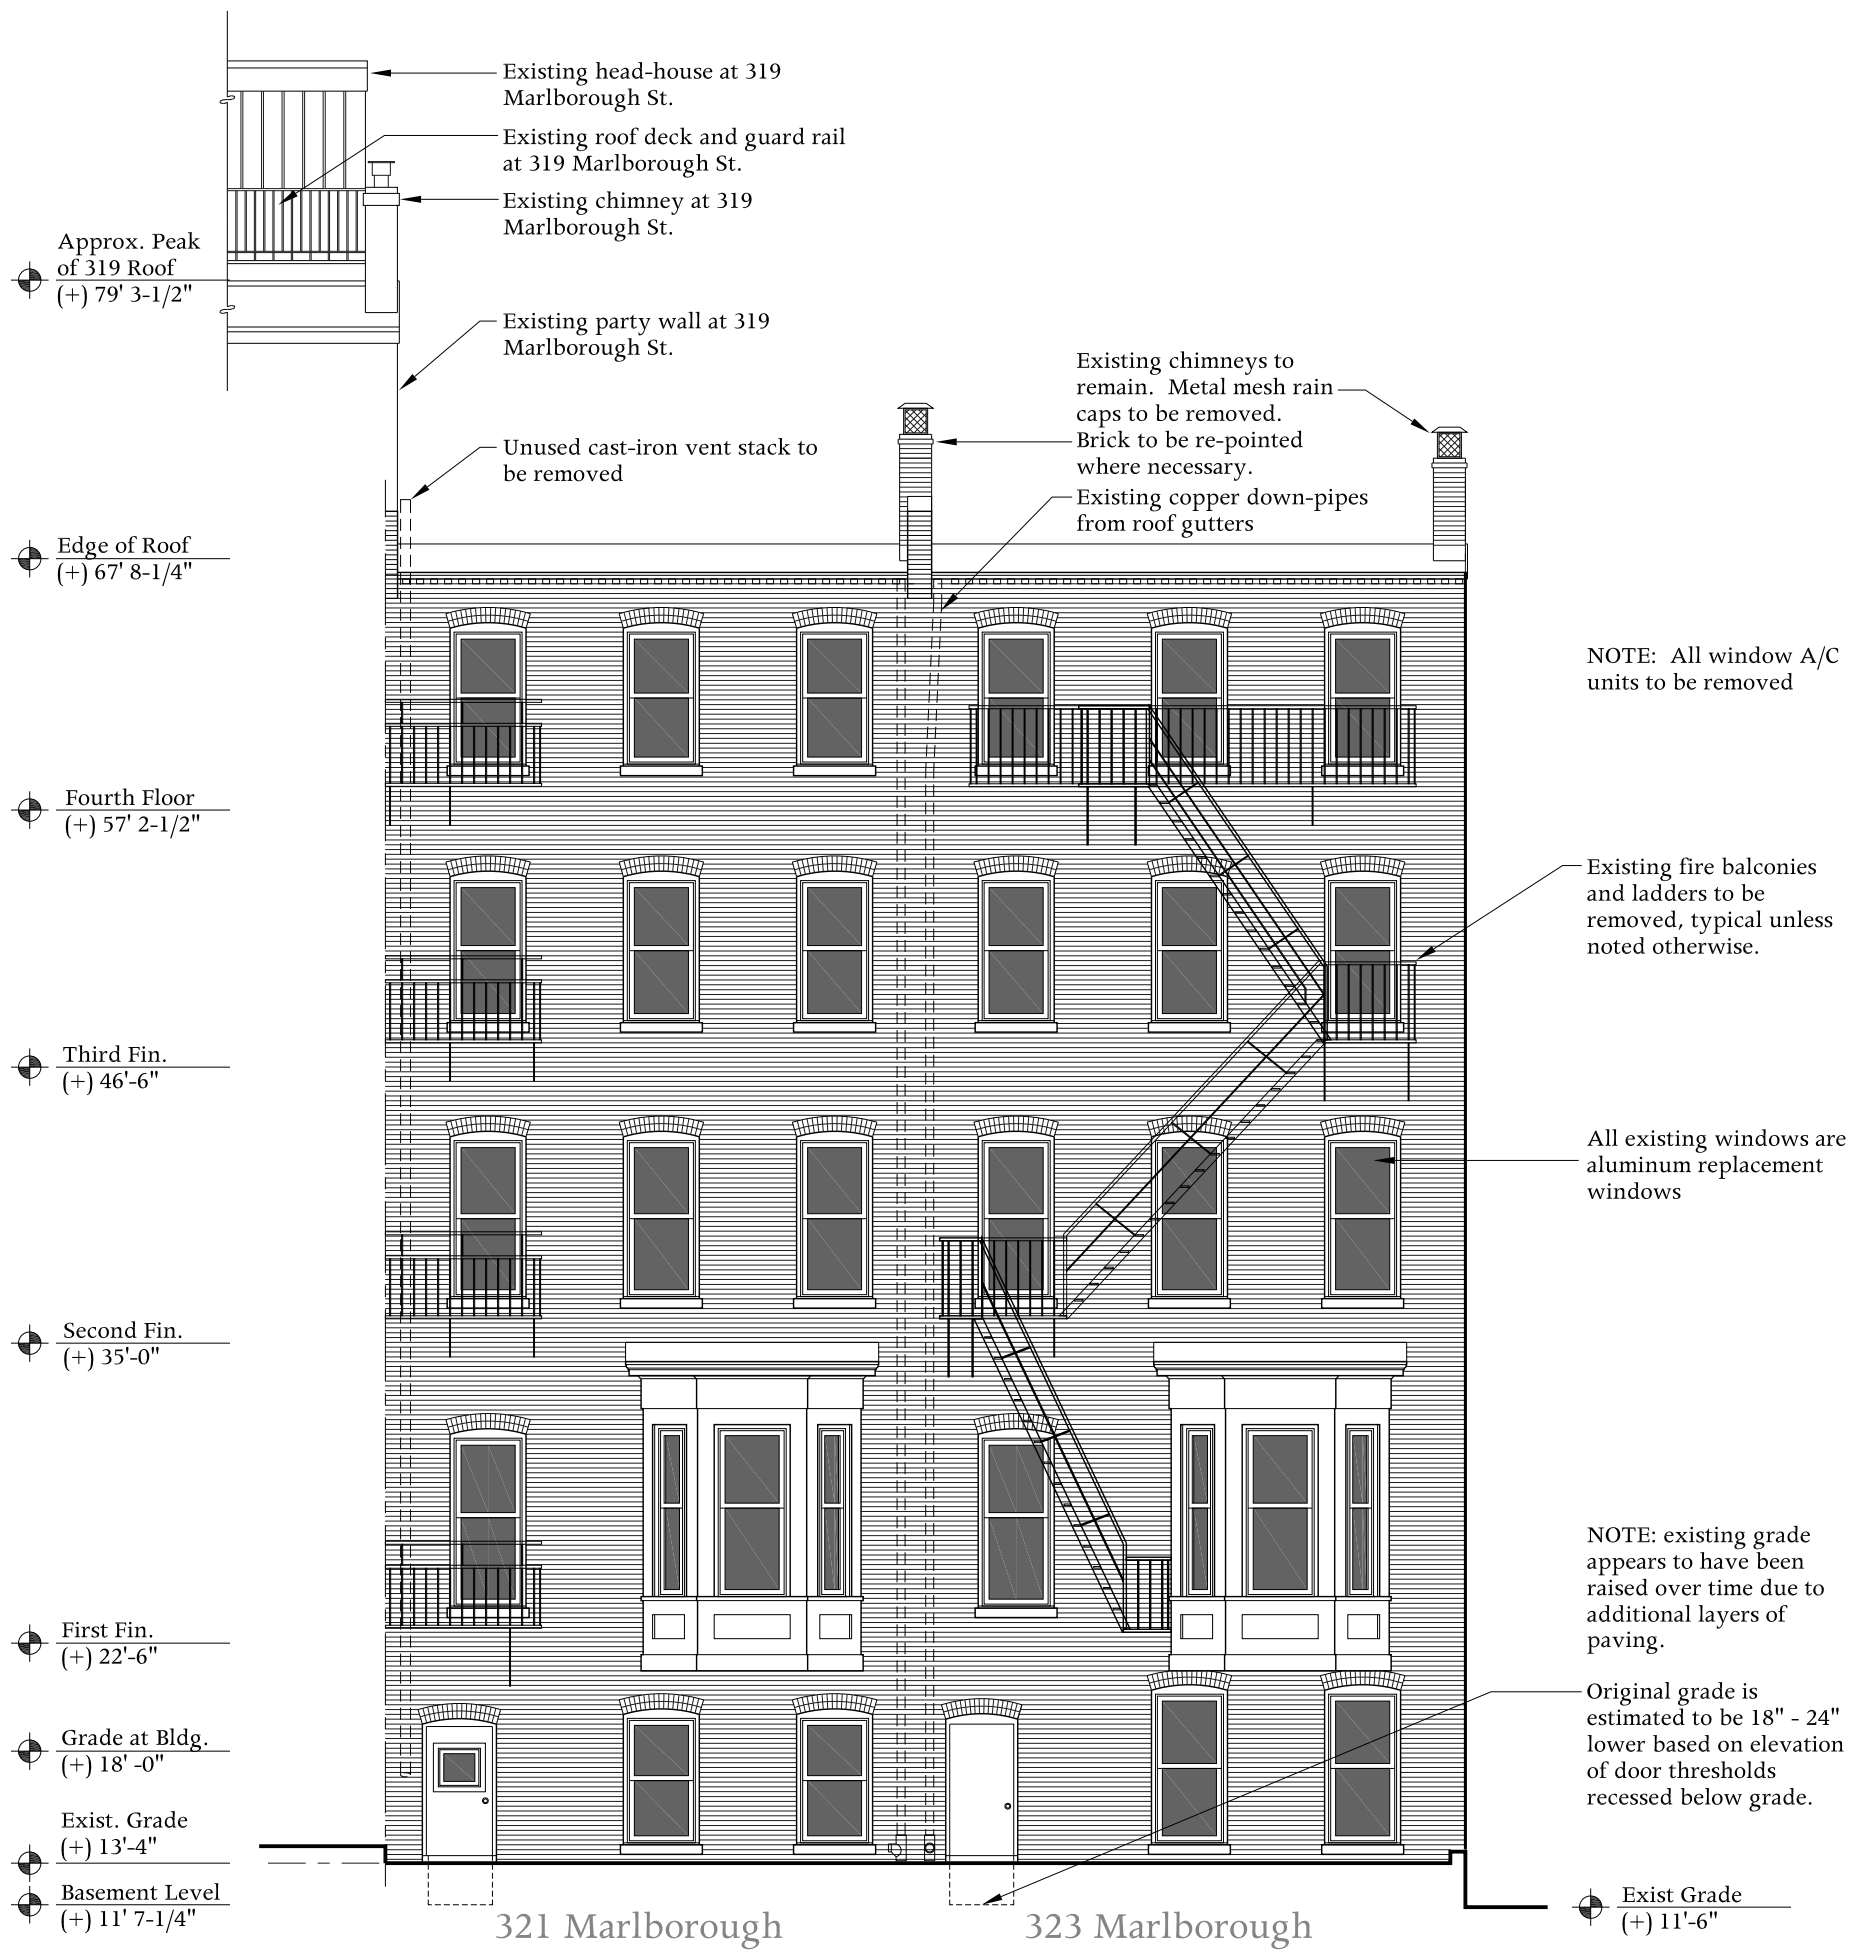 Existing head-house at 319
Marlborough St.
Existing roof deck and guard rail
at 319 Marlborough St.
Existing chimney at 319
Marlborough St.
Approx. Peak
of 319 Roof
(+) 79' 3-1/2"
Existing party wall at 319
Marlborough St.
Existing chimneys to
remain.  Metal mesh rain
caps to be removed.
Brick to be re-pointed
where necessary.
Unused cast-iron vent stack to
be removed
Existing copper down-pipes
from roof gutters
Edge of Roof
(+) 67' 8-1/4"
NOTE:  All window A/C
units to be removed
Fourth Floor
(+) 57' 2-1/2"
Existing fire balconies
and ladders to be
removed, typical unless
noted otherwise.
Third Fin.
(+) 46'-6"
All existing windows are
aluminum replacement
windows
Second Fin.
(+) 35'-0"
NOTE: existing grade
appears to have been
raised over time due to
additional layers of
paving.
First Fin.
(+) 22'-6"
Original grade is
estimated to be 18" - 24"
lower based on elevation
of door thresholds
recessed below grade.
Grade at Bldg.
(+) 18' -0"
Exist. Grade
(+) 13'-4"
Basement Level
(+) 11' 7-1/4"
Exist Grade
(+) 11'-6"
321 Marlborough
323 Marlborough